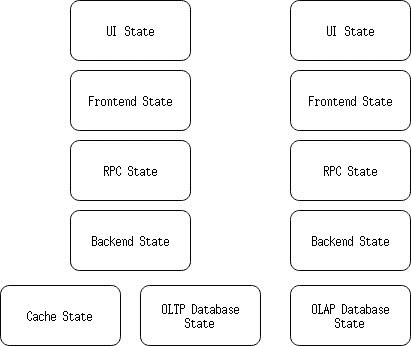 UI State
UI State
Frontend State
Frontend State
RPC State
RPC State
Backend State
Backend State
Cache State
OLTP Database
State
OLAP Database
State